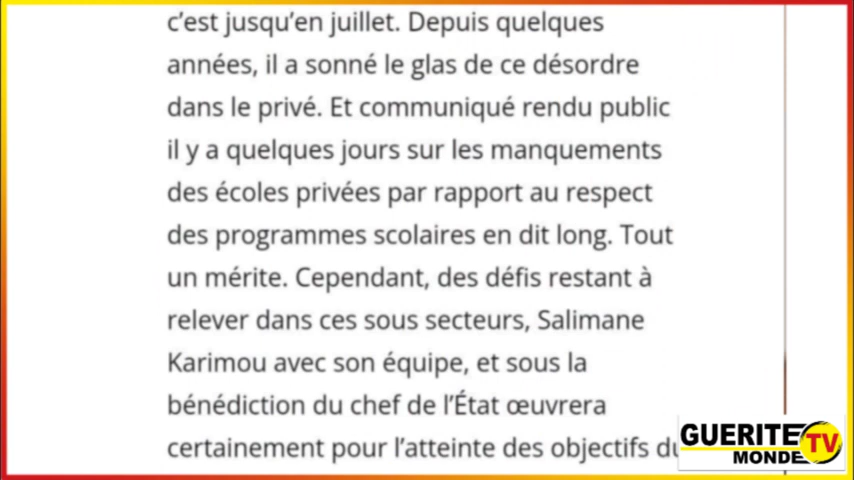 c’est jusqu’en juillet. Depuis quelques
années, il a sonné le glas de ce désordre
dans le privé. Et communiqué rendu public
il y a quelques jours sur les manquements
des écoles privées par rapport au respect
des programmes scolaires en dit long. Tout
un mérite. Cependant, des défis restant à
relever dans ces sous secteurs, Salimane
Karimou avec son équipe, et sous la
bénédiction du chef de l’État œuvrera
certainement pour l’atteinte des objectifs
GUERITE TV
MONDE